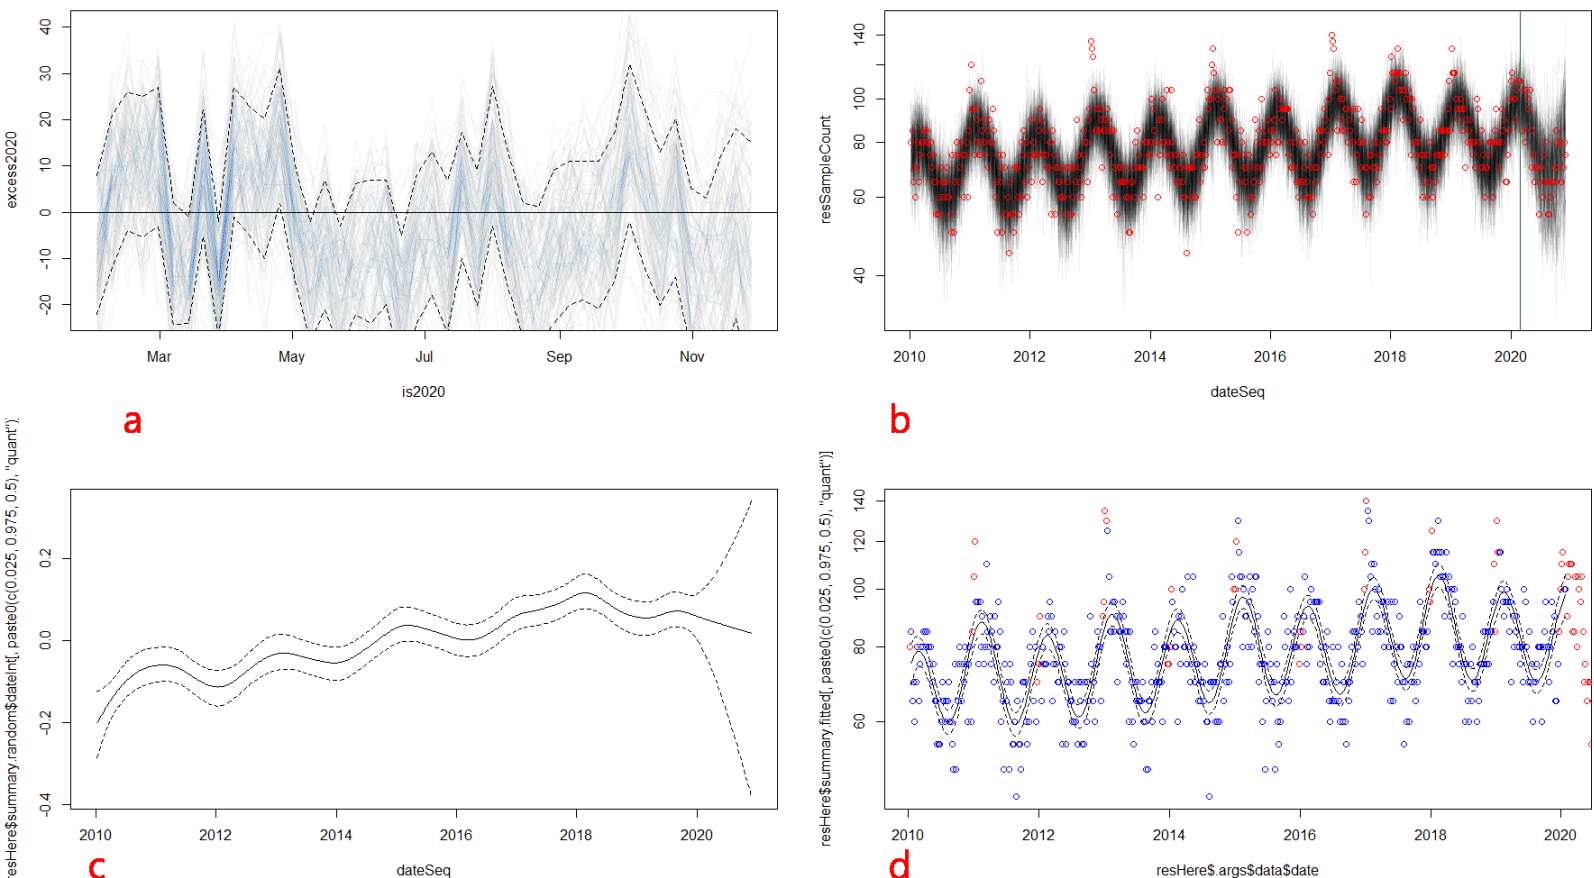 excess2020
40
30
20
10
0
-10
-20
Mar May Jul Sep Nov
is2020
a
resSampleCount
140
100
80
60
40
2010 2012 2014 2016 2018 2020
dateSeq
b
resHere$summary.random$dateInt[, paste0(c(0.025, 0.975, 0.5), "quant")]
0.2
0.0
-0.2
-0.4
2010 2012 2014 2016 2018 2020
dateSeq
c
resHere$summary.fitted[, paste0(c(0.025, 0.975, 0.5), "quant")]
140
120
100
80
60
2010 2012 2014 2016 2018 2020
resHere$.args$data$date
d